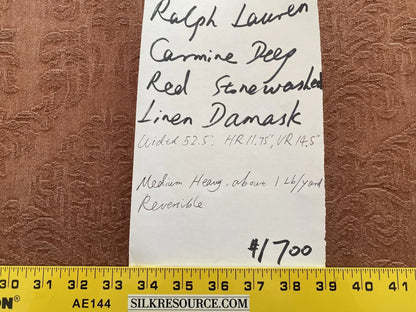 Ralph Lauren
Carmine Deep
Red Stonewashed
Linen Damask
Width 52.5", HR 11.75", VR 14.5"
Medium Heavy, above 1 Lb/yard
Reversible
#1700
30 31 32 33 34 35 36 37 38 39 40 41
ON® AE144 SILKRESOURCE.COM